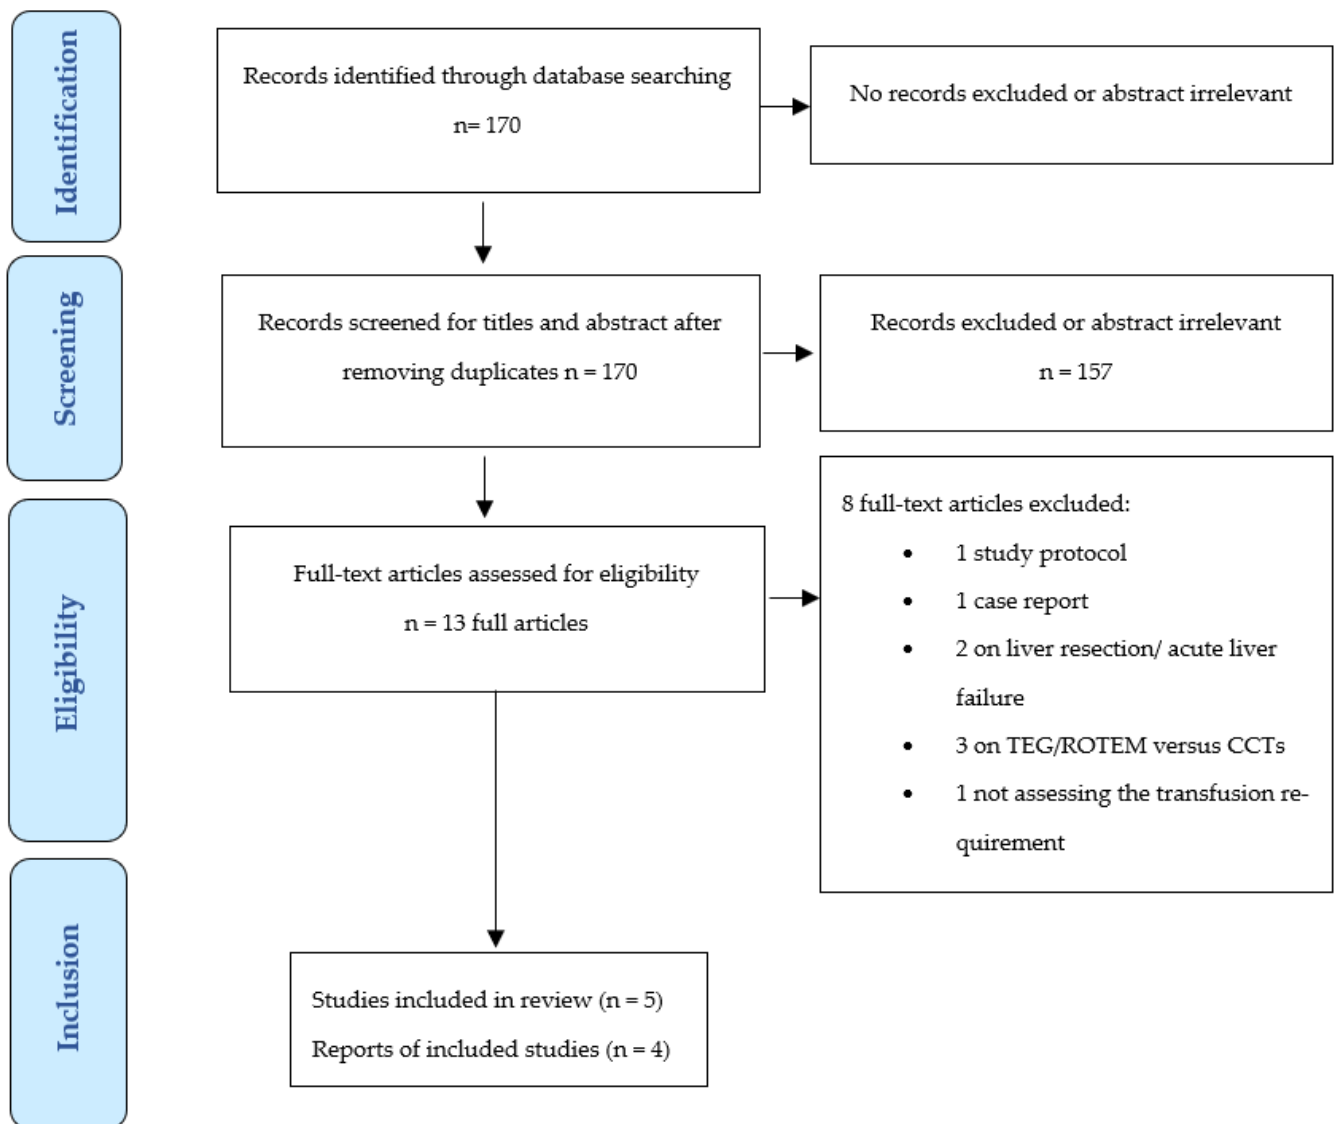 Identification
Records identified through database searching
n= 170
No records excluded or abstract irrelevant
Screening
Records screened for titles and abstract after
removing duplicates n = 170
Records excluded or abstract irrelevant
n = 157
Eligibility
Full-text articles assessed for eligibility
n = 13 full articles
8 full-text articles excluded:
• 1 study protocol
• 1 case report
• 2 on liver resection/ acute liver
failure
• 3 on TEG/ROTEM versus CCTs
• 1 not assessing the transfusion re-
quirement
Inclusion
Studies included in review (n = 5)
Reports of included studies (n = 4)